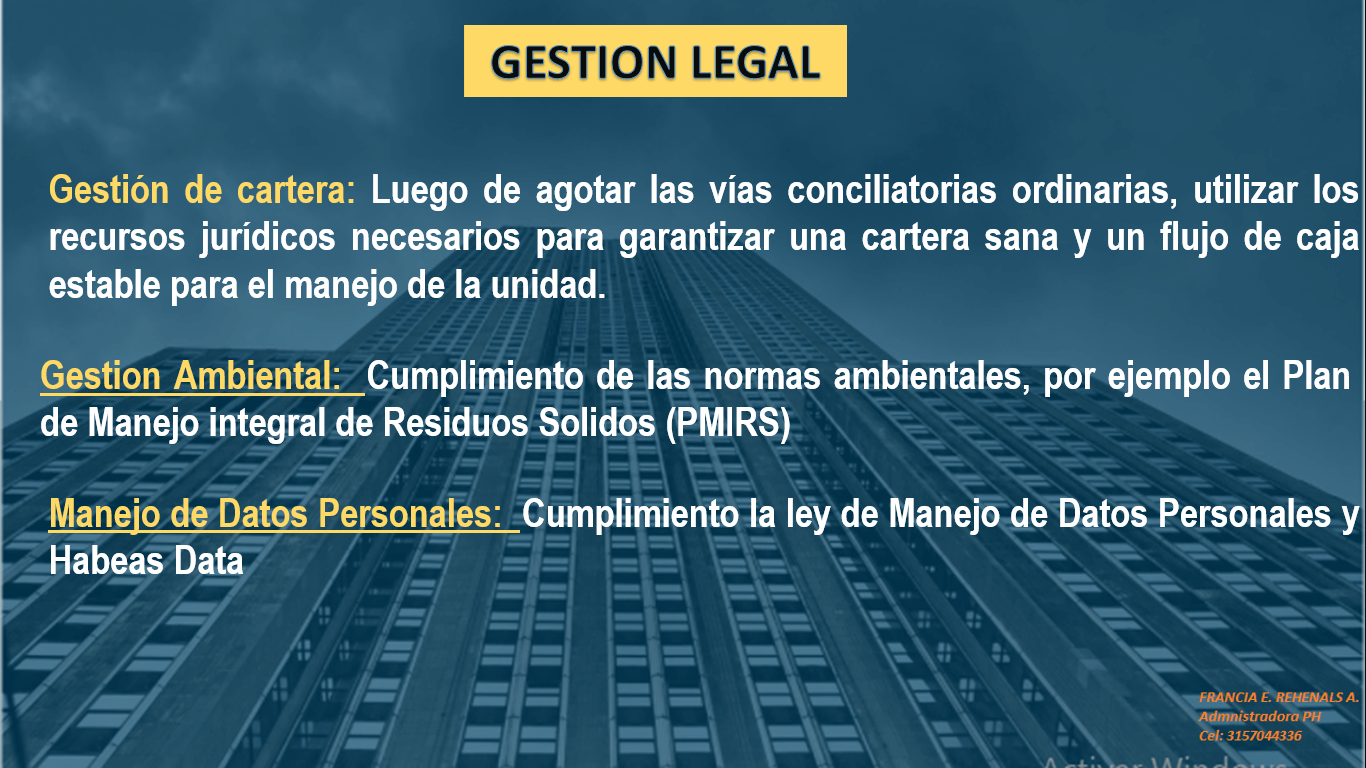 GESTION LEGAL
Gestión de cartera: Luego de agotar las vías conciliatorias ordinarias, utilizar los
recursos jurídicos necesarios para garantizar una cartera sana y un flujo de caja
estable para el manejo de la unidad.
Gestion Ambiental: Cumplimiento de las normas ambientales, por ejemplo el Plan
de Manejo integral de Residuos Solidos (PMIRS)
Manejo de Datos Personales: Cumplimiento la ley de Manejo de Datos Personales y
Habeas Data
FRANCIA E. REHENALS A.
Admnistradora PH
Cel: 3157044336
Activar Windows